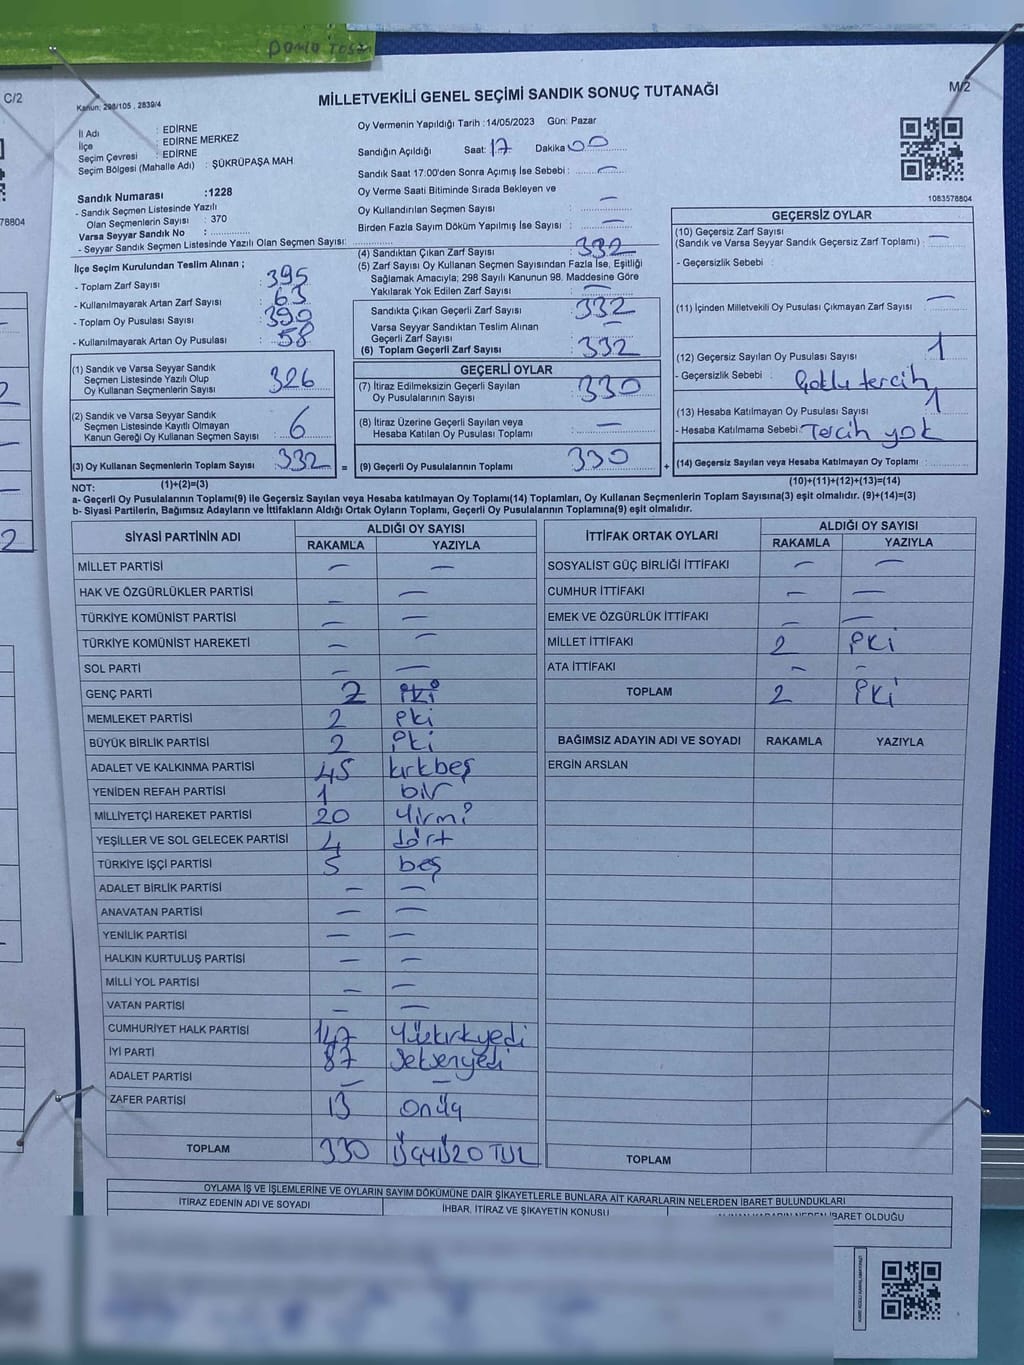 DOMLA TOSU
C/2
78804
Kanun; 298/105 , 2839/4
MİLLETVEKİLİ GENEL SEÇİMİ SANDIK SONUÇ TUTANAĞI
M/2
İl Adı : EDİRNE
İlçe : EDİRNE MERKEZ
Seçim Çevresi : EDİRNE
Seçim Bölgesi (Mahalle Adı) : ŞÜKRÜPAŞA MAH
Sandık Numarası :1228
- Sandık Seçmen Listesinde Yazılı
Olan Seçmenlerin Sayısı : 370
Varsa Seyyar Sandık No :
- Seyyar Sandık Seçmen Listesinde Yazılı Olan Seçmen Sayısı:
Oy Vermenin Yapıldığı Tarih :14/05/2023 Gün: Pazar
Sandığın Açıldığı Saat: 17 Dakika 00
Sandık Saat 17:00'den Sonra Açımış İse Sebebi : —
Oy Verme Saati Bitiminde Sırada Bekleyen ve
Oy Kullandırılan Seçmen Sayısı : —
Birden Fazla Sayım Döküm Yapılmış İse Sebebi : —
1083578804
İlçe Seçim Kurulundan Teslim Alınan ;
- Toplam Zarf Sayısı : 395
- Kullanılmayarak Artan Zarf Sayısı : 63
- Toplam Oy Pusulası Sayısı : 390
- Kullanılmayarak Artan Oy Pusulası : 58
(1) Sandık ve Varsa Seyyar Sandık
Seçmen Listesinde Yazılı Olup
Oy Kullanan Seçmenlerin Sayısı : 326
(2) Sandık ve Varsa Seyyar Sandık
Seçmen Listesinde Kayıtlı Olmayan
Kanun Gereği Oy Kullanan Seçmen Sayısı : 6
(3) Oy Kullanan Seçmenlerin Toplam Sayısı : 332 =
(1)+(2)=(3)
(4) Sandıktan Çıkan Zarf Sayısı : 332
(5) Zarf Sayısı Oy Kullanan Seçmen Sayısından Fazla İse, Eşitliği
Sağlamak Amacıyla; 298 Sayılı Kanunun 98. Maddesine Göre
Yakılarak Yok Edilen Zarf Sayısı : —
Sandıkta Çıkan Geçerli Zarf Sayısı : 332
Varsa Seyyar Sandıktan Teslim Alınan
Geçerli Zarf Sayısı : —
(6) Toplam Geçerli Zarf Sayısı : 332
GEÇERLİ OYLAR
(7) İtiraz Edilmeksizin Geçerli Sayılan
Oy Pusulalarının Sayısı : 330
(8) İtiraz Üzerine Geçerli Sayılan veya
Hesaba Katılan Oy Pusulası Toplamı : —
(9) Geçerli Oy Pusulalarının Toplamı : 330 +
GEÇERSİZ OYLAR
(10) Geçersiz Zarf Sayısı
(Sandık ve Varsa Seyyar Sandık Geçersiz Zarf Toplamı) : —
- Geçersizlik Sebebi :
(11) İçinden Milletvekili Oy Pusulası Çıkmayan Zarf Sayısı : —
(12) Geçersiz Sayılan Oy Pusulası Sayısı : 1
- Geçersizlik Sebebi : Çoklu tercih
(13) Hesaba Katılmayan Oy Pusulası Sayısı : 1
- Hesaba Katılmama Sebebi : Tercih yok
(14) Geçersiz Sayılan veya Hesaba Katılmayan Oy Toplamı :
(10)+(11)+(12)+(13)=(14)
NOT:
a- Geçerli Oy Pusulalarının Toplamı(9) ile Geçersiz Sayılan veya Hesaba katılmayan Oy Toplamı(14) Toplamları, Oy Kullanan Seçmenlerin Toplam Sayısına(3) eşit olmalıdır. (9)+(14)=(3)
b- Siyasi Partilerin, Bağımsız Adayların ve İttifakların Aldığı Ortak Oyların Toplamı, Geçerli Oy Pusulalarının Toplamına(9) eşit olmalıdır.
SİYASİ PARTİNİN ADI ALDIĞI OY SAYISI
RAKAMLA YAZIYLA
MİLLET PARTİSİ — —
HAK VE ÖZGÜRLÜKLER PARTİSİ — —
TÜRKİYE KOMÜNİST PARTİSİ — —
TÜRKİYE KOMÜNİST HAREKETİ — —
SOL PARTİ — —
GENÇ PARTİ 2 iki
MEMLEKET PARTİSİ 2 iki
BÜYÜK BİRLİK PARTİSİ 2 iki
ADALET VE KALKINMA PARTİSİ 45 kırkbeş
YENİDEN REFAH PARTİSİ 1 bir
MİLLİYETÇİ HAREKET PARTİSİ 20 Yirmi
YEŞİLLER VE SOL GELECEK PARTİSİ 4 dört
TÜRKİYE İŞÇİ PARTİSİ 5 beş
ADALET BİRLİK PARTİSİ — —
ANAVATAN PARTİSİ — —
YENİLİK PARTİSİ — —
HALKIN KURTULUŞ PARTİSİ — —
MİLLİ YOL PARTİSİ — —
VATAN PARTİSİ — —
CUMHURİYET HALK PARTİSİ 147 Yüzkırkyedi
İYİ PARTİ 87 Seksenyedi
ADALET PARTİSİ — —
ZAFER PARTİSİ 13 onüç
TOPLAM 330 ÜÇYÜZOTUZ
İTTİFAK ORTAK OYLARI ALDIĞI OY SAYISI
RAKAMLA YAZIYLA
SOSYALİST GÜÇ BİRLİĞİ İTTİFAKI — —
CUMHUR İTTİFAKI — —
EMEK VE ÖZGÜRLÜK İTTİFAKI — —
MİLLET İTTİFAKI 2 iki
ATA İTTİFAKI — —
TOPLAM 2 iki
BAĞIMSIZ ADAYIN ADI VE SOYADI RAKAMLA YAZIYLA
ERGİN ARSLAN
TOPLAM
OYLAMA İŞ VE İŞLEMLERİNE VE OYLARIN SAYIM DÖKÜMÜNE DAİR ŞİKAYETLERLE BUNLARA AİT KARARLARIN NELERDEN İBARET BULUNDUKLARI
İTİRAZ EDENİN ADI VE SOYADI İHBAR, İTİRAZ VE ŞİKAYETİN KONUSU ALINAN KARARIN NEDEN İBARET OLDUĞU